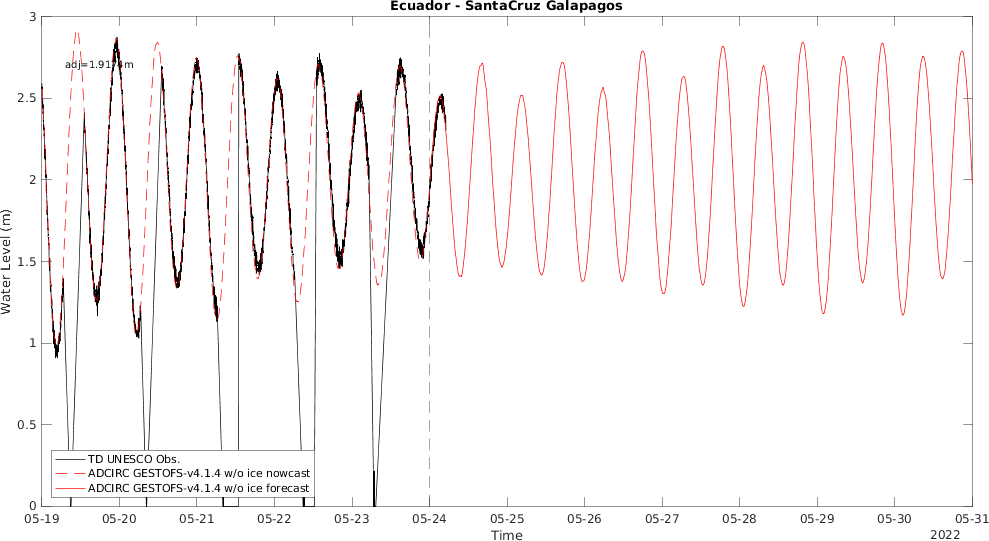 Ecuador - SantaCruz Galapagos
3
2.5
2
1.5
1
0.5
0
Water Level (m)
TD UNESCO Obs.
ADCIRC GESTOFS-v4.1.4 w/o ice nowcast
ADCIRC GESTOFS-v4.1.4 w/o ice forecast
05-19 05-20 05-21 05-22 05-23 05-24 05-25 05-26 05-27 05-28 05-29 05-30 05-31
Time
2022